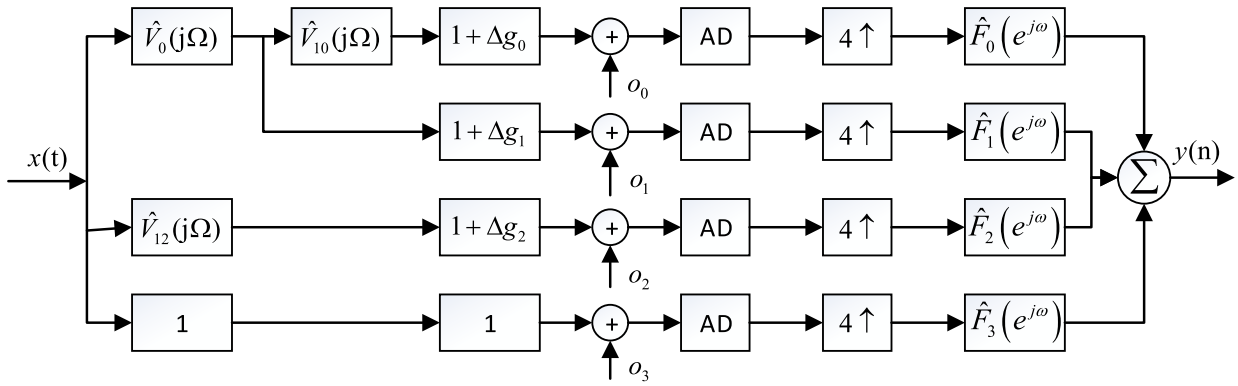 V̂₀(jΩ) V̂₁₀(jΩ) 1+Δg₀ + AD 4↑ F̂₀(e^{jω})
o₀
1+Δg₁ + AD 4↑ F̂₁(e^{jω})
x(t) o₁ Σ y(n)
V̂₁₂(jΩ) 1+Δg₂ + AD 4↑ F̂₂(e^{jω})
o₂
1 1 + AD 4↑ F̂₃(e^{jω})
o₃